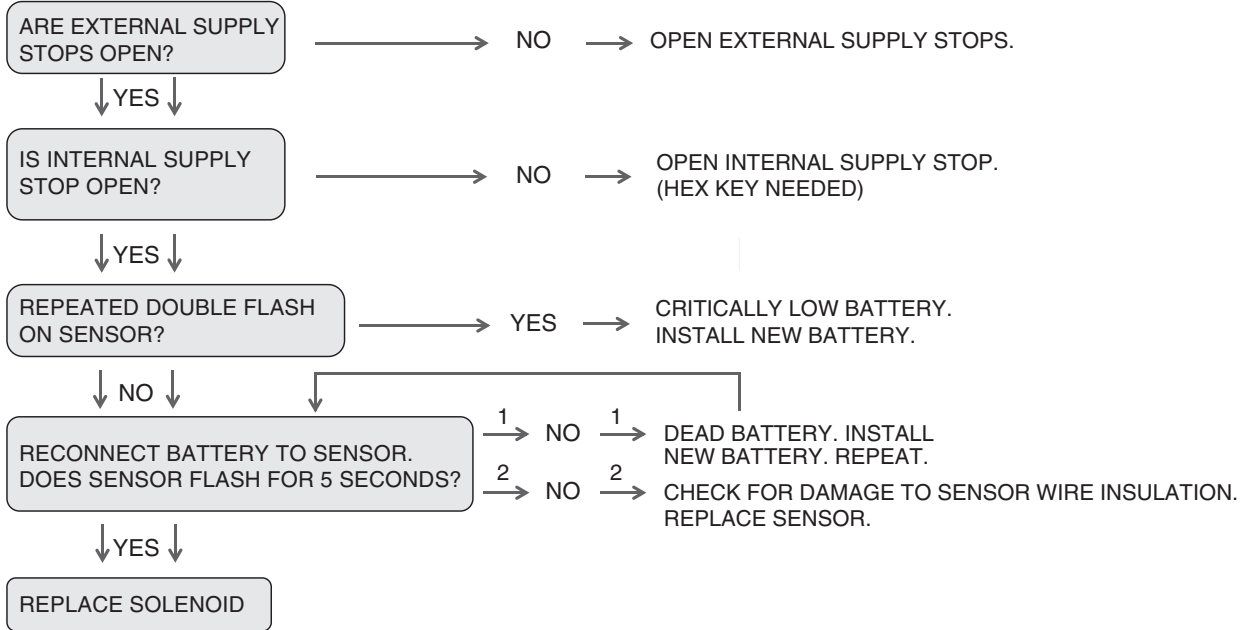 ARE EXTERNAL SUPPLY
STOPS OPEN?
NO
OPEN EXTERNAL SUPPLY STOPS.
YES
IS INTERNAL SUPPLY
STOP OPEN?
NO
OPEN INTERNAL SUPPLY STOP.
(HEX KEY NEEDED)
YES
REPEATED DOUBLE FLASH
ON SENSOR?
YES
CRITICALLY LOW BATTERY.
INSTALL NEW BATTERY.
NO
RECONNECT BATTERY TO SENSOR.
DOES SENSOR FLASH FOR 5 SECONDS?
1
NO
1
DEAD BATTERY. INSTALL
NEW BATTERY. REPEAT.
2
NO
2
CHECK FOR DAMAGE TO SENSOR WIRE INSULATION.
REPLACE SENSOR.
YES
REPLACE SOLENOID